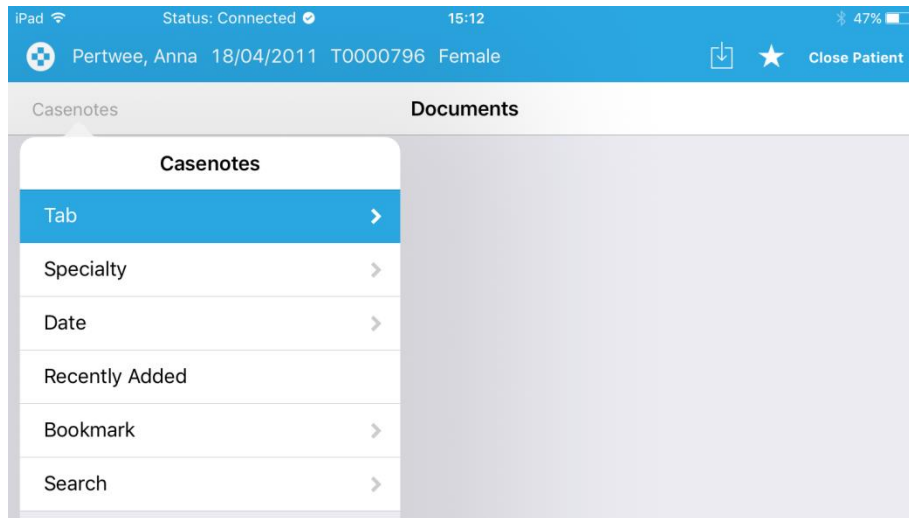 iPad Status: Connected 15:12 47%
Pertwee, Anna 18/04/2011 T0000796 Female Close Patient
Casenotes Documents
Casenotes
Tab
Specialty
Date
Recently Added
Bookmark
Search